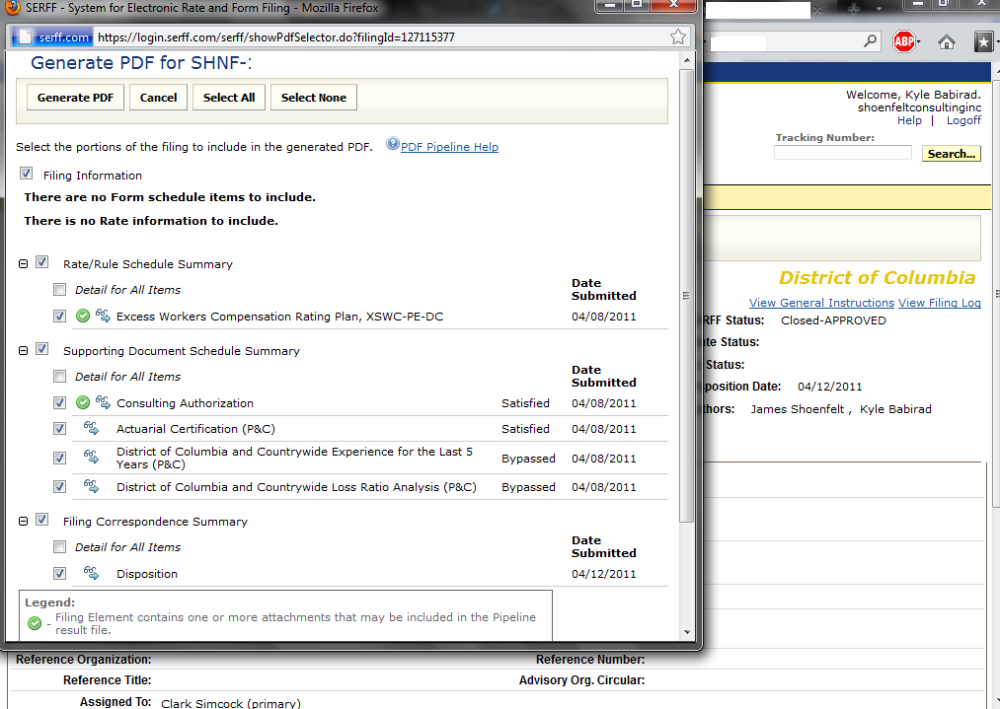 SERFF - System for Electronic Rate and Form Filing - Mozilla Firefox
serff.com https://login.serff.com/serff/showPdfSelector.do?filingId=127115377
ABP
Generate PDF for SHNF-:
Generate PDF Cancel Select All Select None
Select the portions of the filing to include in the generated PDF. PDF Pipeline Help
Filing Information
There are no Form schedule items to include.
There is no Rate information to include.
Rate/Rule Schedule Summary
Detail for All Items
Date
Submitted
Excess Workers Compensation Rating Plan, XSWC-PE-DC 04/08/2011
Supporting Document Schedule Summary
Detail for All Items
Date
Submitted
Consulting Authorization Satisfied 04/08/2011
Actuarial Certification (P&C) Satisfied 04/08/2011
District of Columbia and Countrywide Experience for the Last 5
Years (P&C) Bypassed 04/08/2011
District of Columbia and Countrywide Loss Ratio Analysis (P&C) Bypassed 04/08/2011
Filing Correspondence Summary
Detail for All Items
Date
Submitted
Disposition 04/12/2011
Legend:
- Filing Element contains one or more attachments that may be included in the Pipeline
result file.
Welcome, Kyle Babirad.
shoenfeltconsultinginc
Help | Logoff
Tracking Number:
Search...
District of Columbia
View General Instructions View Filing Log
RFF Status: Closed-APPROVED
te Status:
Status:
position Date: 04/12/2011
thors: James Shoenfelt , Kyle Babirad
Reference Organization: Reference Number:
Reference Title: Advisory Org. Circular:
Assigned To: Clark Simcock (primary)